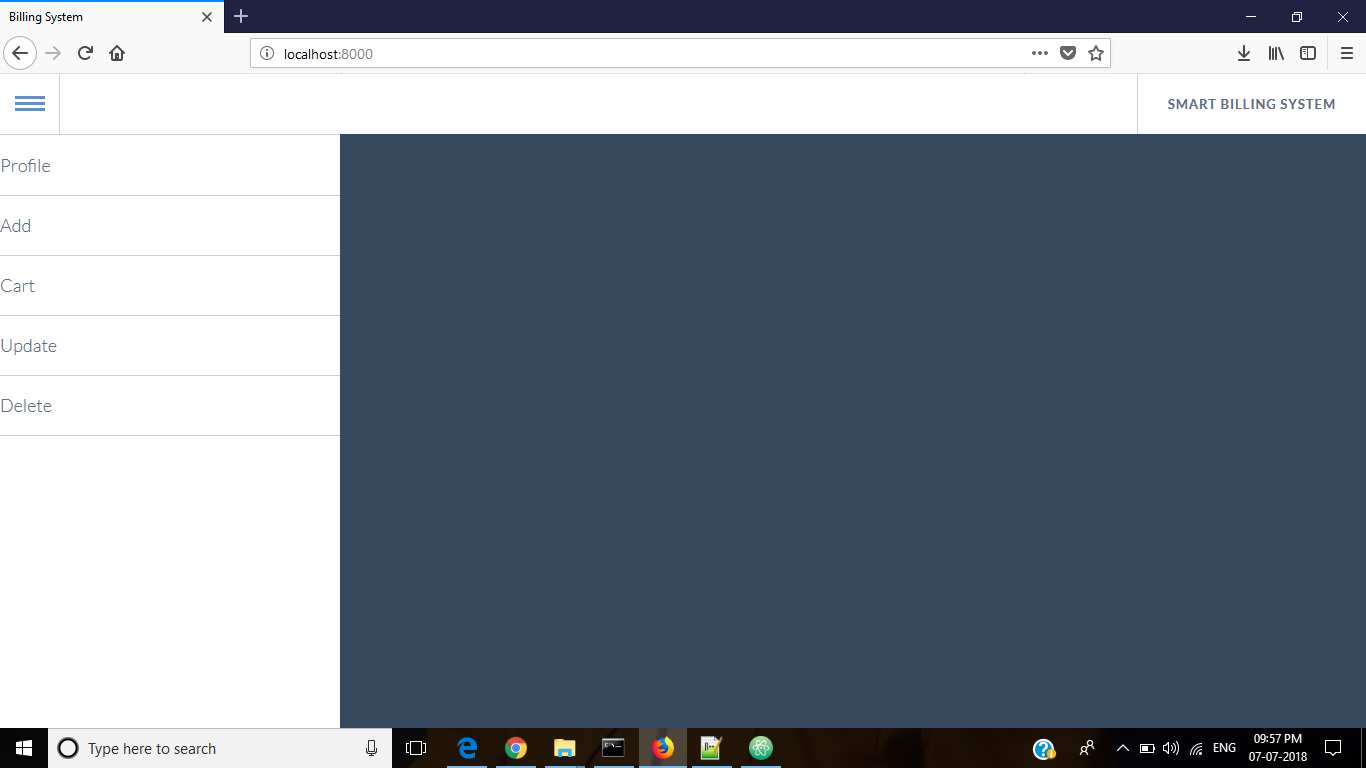 Billing System
localhost:8000
SMART BILLING SYSTEM
Profile
Add
Cart
Update
Delete
Type here to search
ENG
09:57 PM
07-07-2018